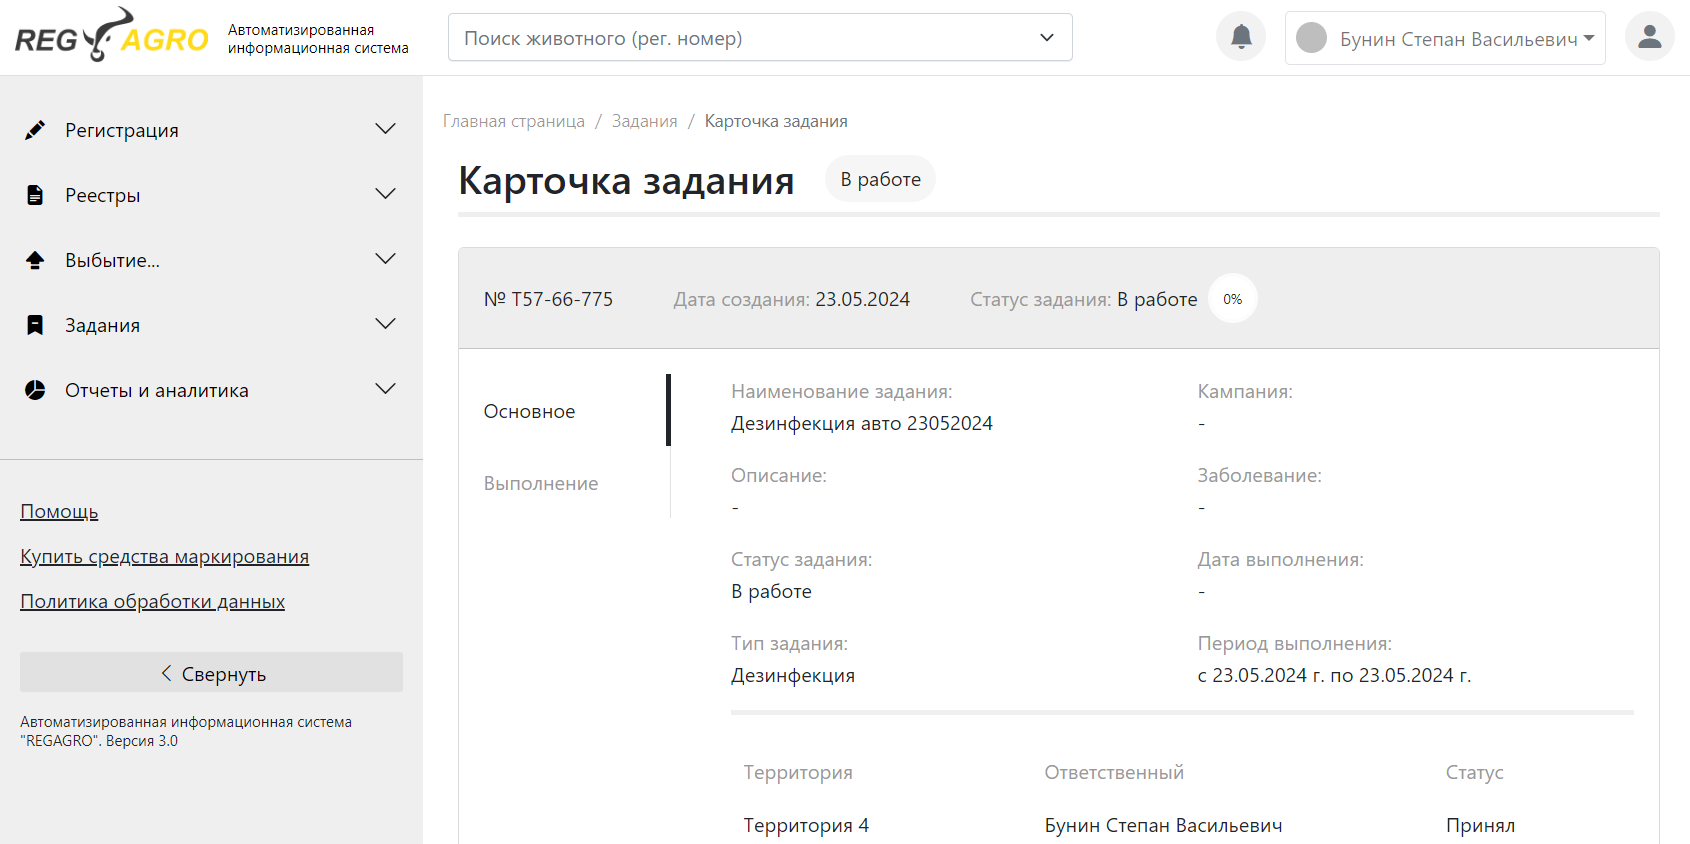 REG AGRO
Автоматизированная
информационная система
Поиск животного (рег. номер)
Бунин Степан Васильевич
Регистрация
Реестры
Выбытие...
Задания
Отчеты и аналитика
Помощь
Купить средства маркирования
Политика обработки данных
Свернуть
Автоматизированная информационная система
"REGAGRO". Версия 3.0
Главная страница / Задания / Карточка задания
Карточка задания В работе
№ T57-66-775 Дата создания: 23.05.2024 Статус задания: В работе 0%
Основное
Выполнение
Наименование задания: Кампания:
Дезинфекция авто 23052024 -
Описание: Заболевание:
- -
Статус задания: Дата выполнения:
В работе -
Тип задания: Период выполнения:
Дезинфекция с 23.05.2024 г. по 23.05.2024 г.
Территория Ответственный Статус
Территория 4 Бунин Степан Васильевич Принял